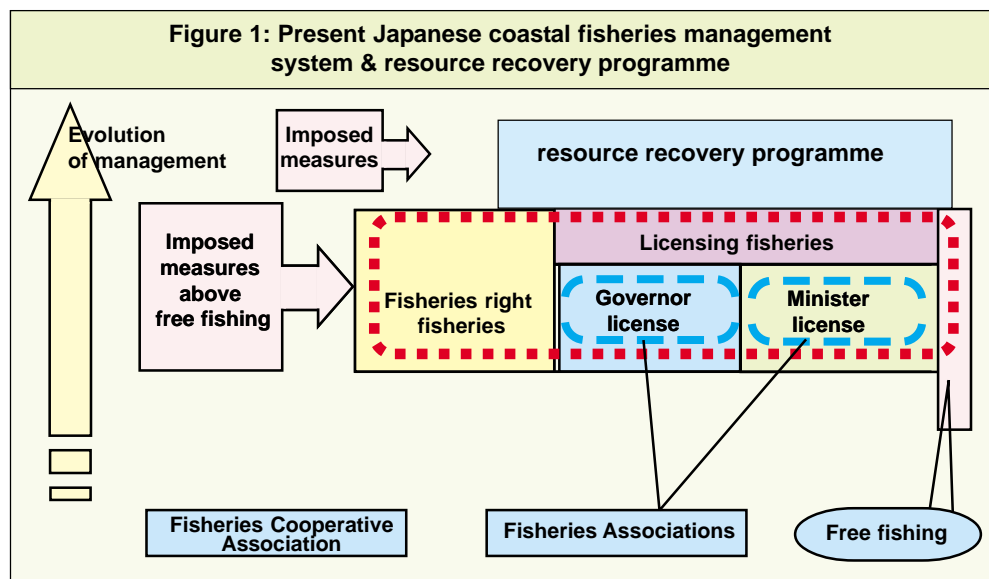 Figure 1: Present Japanese coastal fisheries management
system & resource recovery programme
Evolution
of management
Imposed
measures
resource recovery programme
Imposed
measures
above
free fishing
Licensing fisheries
Fisheries right
fisheries
Governor
license
Minister
license
Fisheries Cooperative
Association
Fisheries Associations
Free fishing